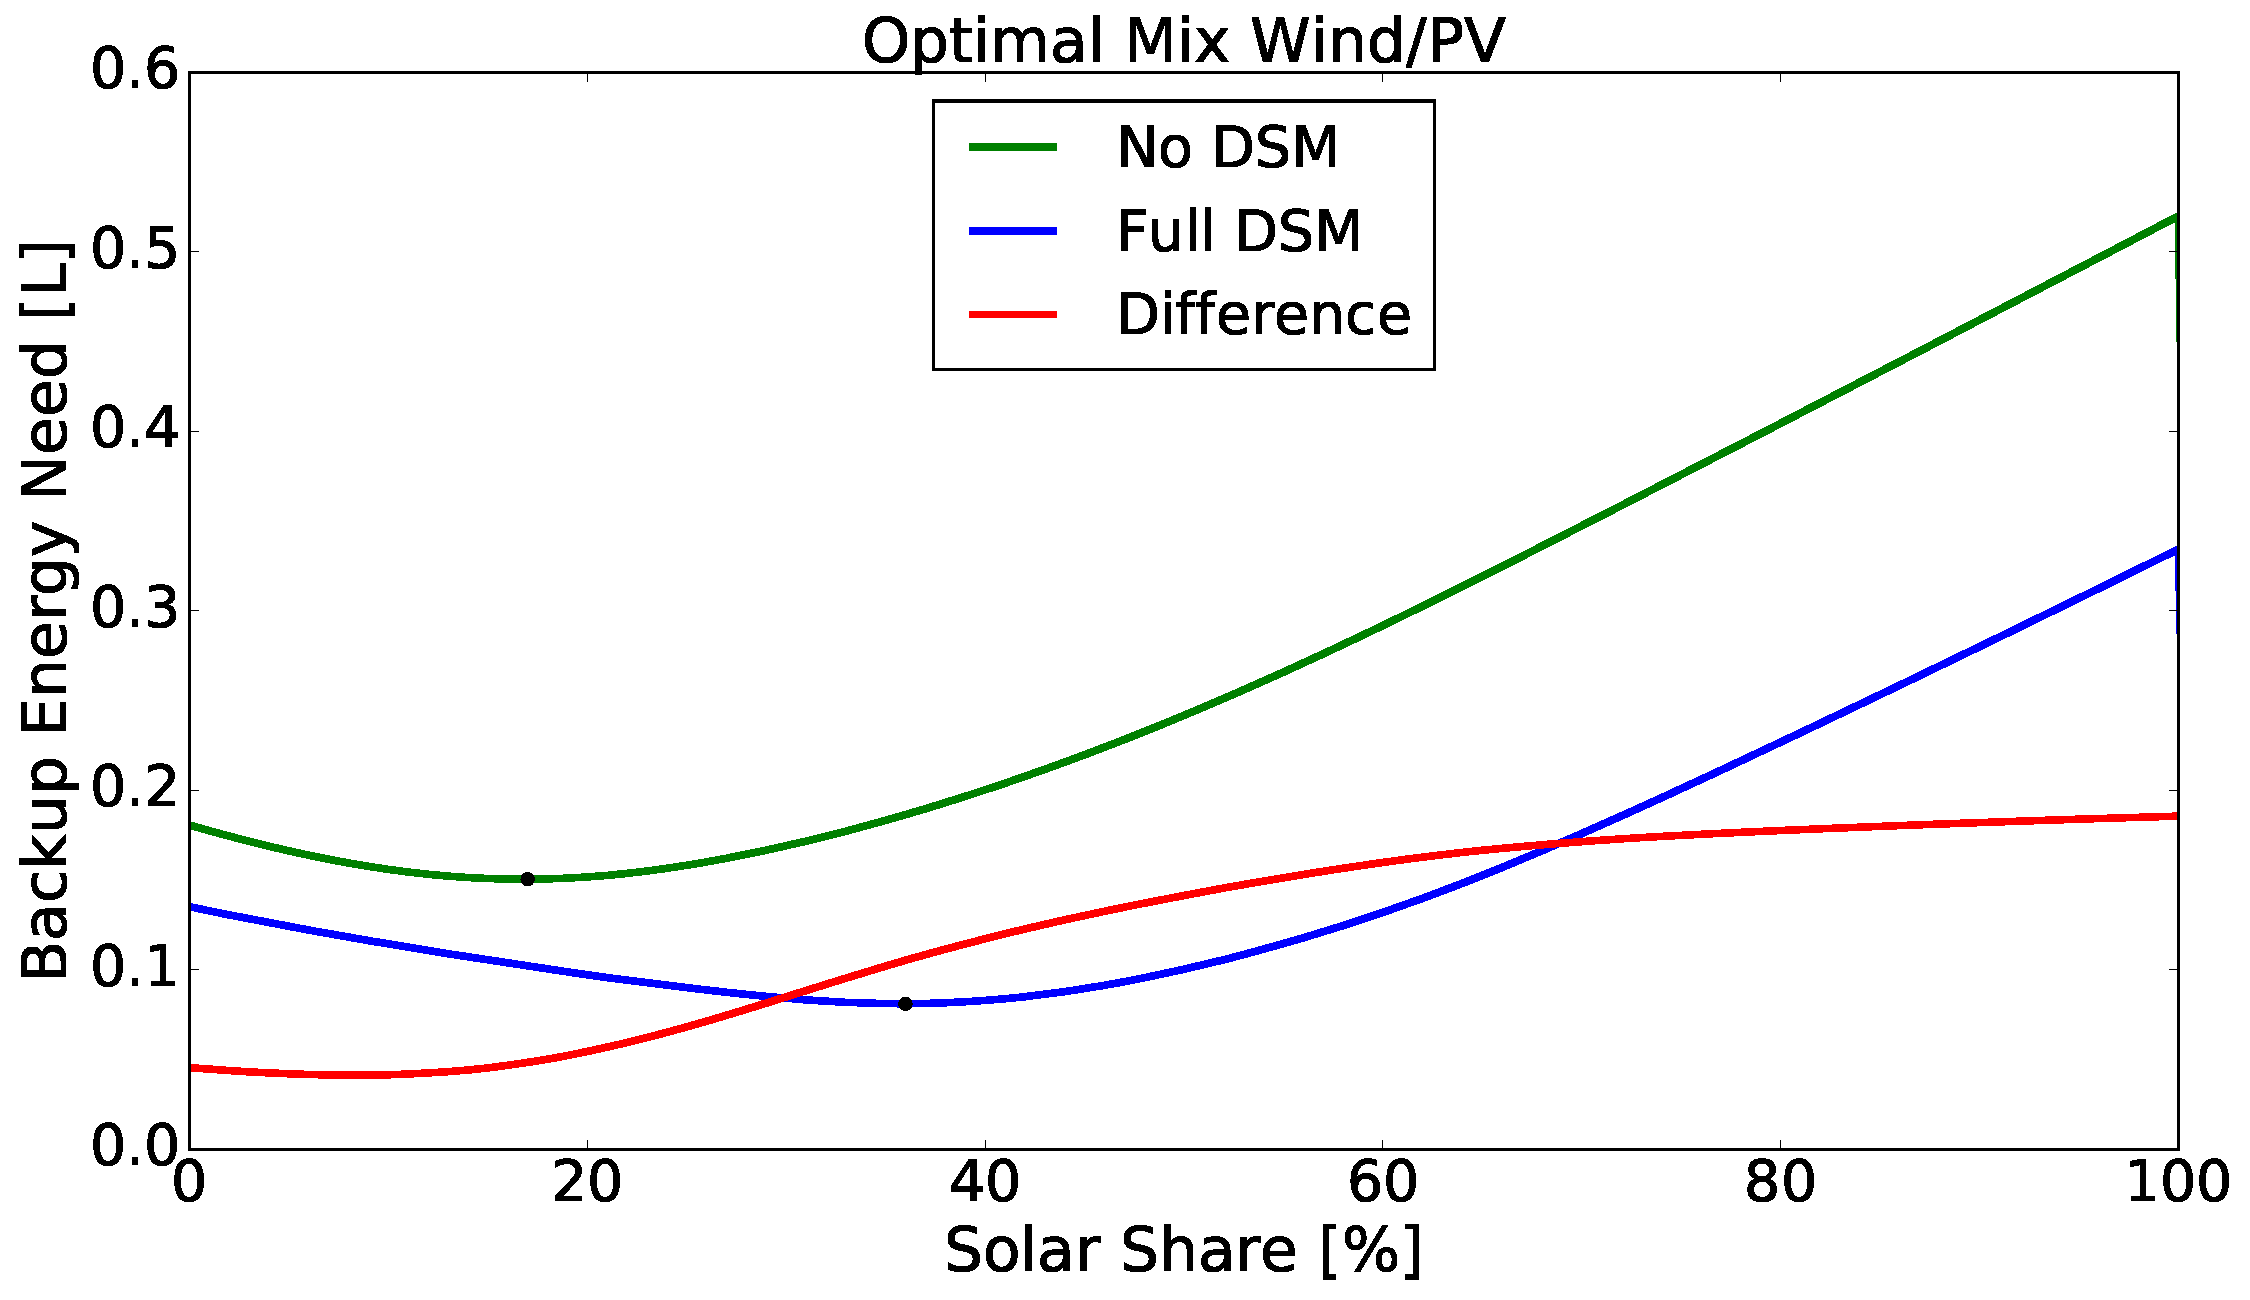 Optimal Mix Wind/PV
0.6
0.5
0.4
0.3
0.2
0.1
0.0
Backup Energy Need [L]
No DSM
Full DSM
Difference
0 20 40 60 80 100
Solar Share [%]